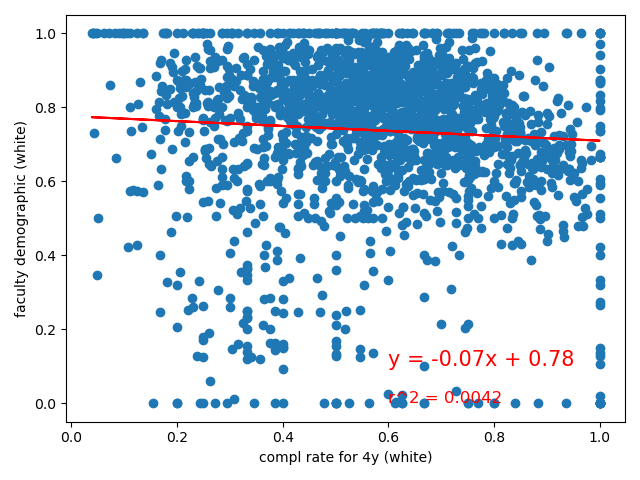 1.0
0.8
0.6
0.4
0.2
0.0
faculty demographic (white)
y = -0.07x + 0.78
r^2 = 0.0042
0.0 0.2 0.4 0.6 0.8 1.0
compl rate for 4y (white)